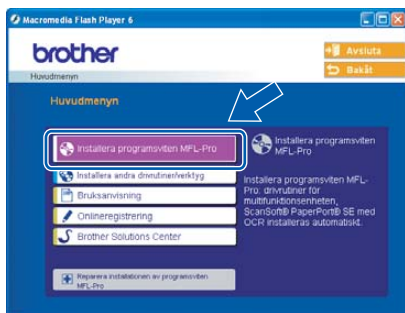 Macromedia Flash Player 6
brother
Avsluta
Bakåt
Huvudmenyn
Huvudmenyn
Installera programsviten MFL-Pro
Installera andra drivrutiner/verktyg
Bruksanvisning
Onlineregistrering
Brother Solutions Center
Reparera installationen av programsviten
MFL-Pro
Installera programsviten
MFL-Pro
Installera programsviten MFL-
Pro: drivrutiner för
multifunktionsenheten,
ScanSoft® PaperPort® SE med
OCR installeras automatiskt.